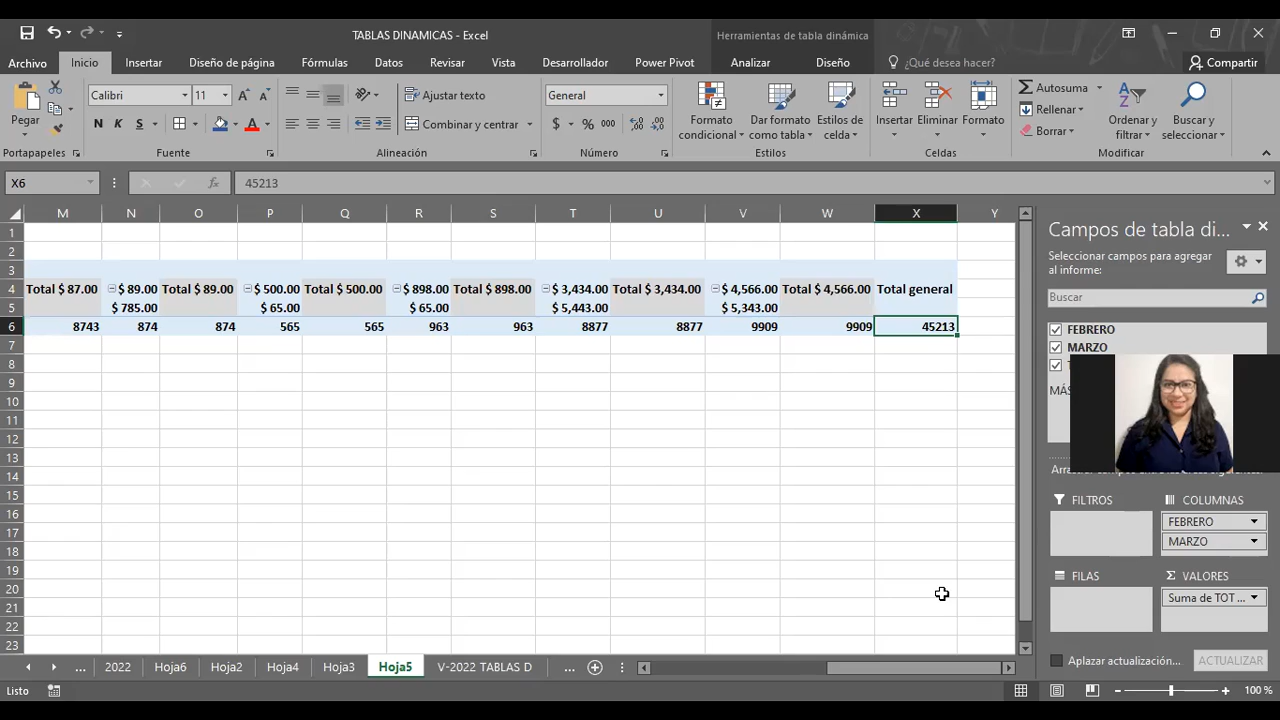 TABLAS DINAMICAS - Excel
Herramientas de tabla dinámica
Archivo Inicio Insertar Diseño de página Fórmulas Datos Revisar Vista Desarrollador Power Pivot Analizar Diseño ¿Qué desea hacer? Compartir
Pegar
Portapapeles
Calibri 11
N K S
Fuente
Ajustar texto
Combinar y centrar
Alineación
General
$ % 000
Número
Formato condicional
Dar formato como tabla
Estilos de celda
Estilos
Insertar Eliminar Formato
Celdas
Autosuma
Rellenar
Borrar
Ordenar y filtrar
Buscar y seleccionar
Modificar
X6 fx 45213
M N O P Q R S T U V W X Y
1
2
3
4 Total $ 87.00 $ 89.00 Total $ 89.00 $ 500.00 Total $ 500.00 $ 898.00 Total $ 898.00 $ 3,434.00 Total $ 3,434.00 $ 4,566.00 Total $ 4,566.00 Total general
5 $ 785.00 $ 65.00 $ 65.00 $ 5,443.00 $ 5,343.00
6 8743 874 874 565 565 963 963 8877 8877 9909 9909 45213
7
8
9
10
11
12
13
14
15
16
17
18
19
20
21
22
23
Campos de tabla di...
Seleccionar campos para agregar al informe:
Buscar
FEBRERO
MARZO
FILTROS
COLUMNAS
FEBRERO
MARZO
FILAS
Σ VALORES
Suma de TOT ...
Aplazar actualización... ACTUALIZAR
... 2022 Hoja6 Hoja2 Hoja4 Hoja3 Hoja5 V-2022 TABLAS D ...
Listo
100 %